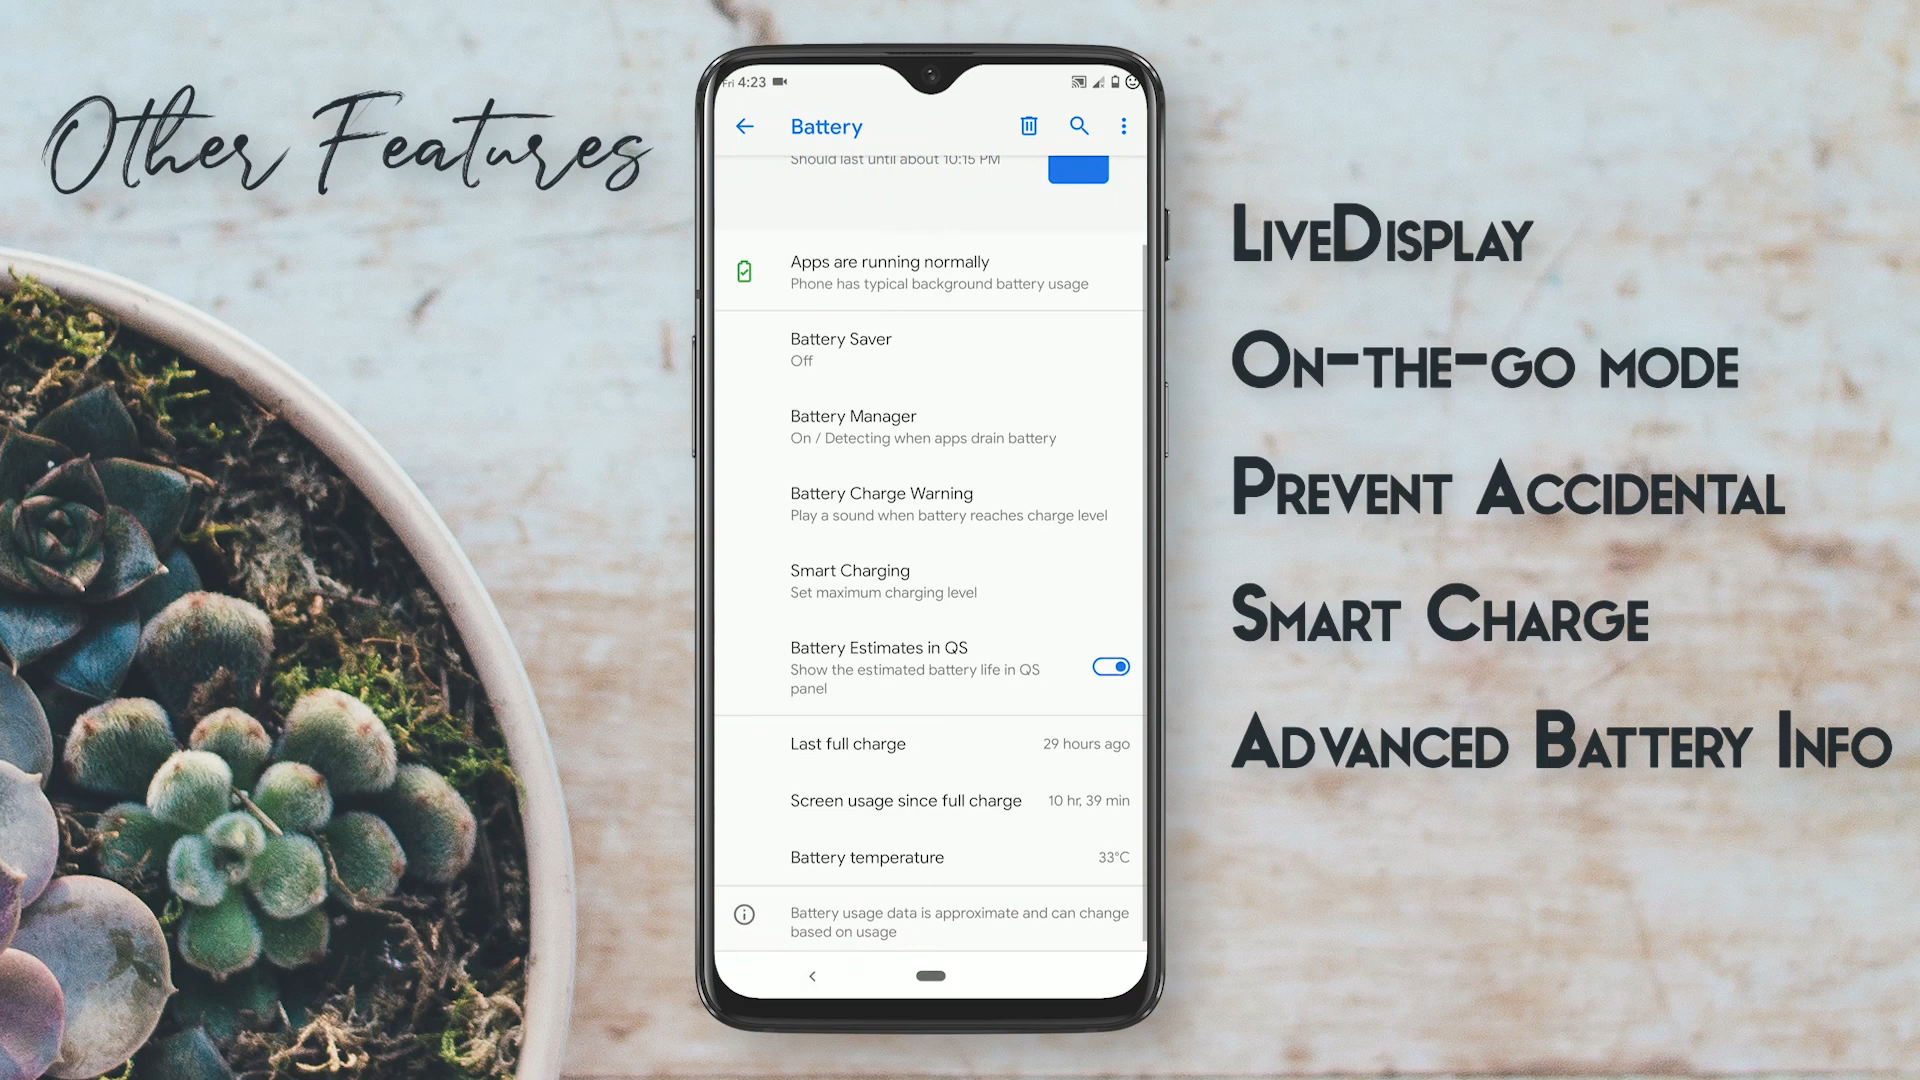 Other Features
Fri 4:23
Battery
Should last until about 10:15 PM
Apps are running normally
Phone has typical background battery usage
Battery Saver
Off
Battery Manager
On / Detecting when apps drain battery
Battery Charge Warning
Play a sound when battery reaches charge level
Smart Charging
Set maximum charging level
Battery Estimates in QS
Show the estimated battery life in QS
panel
Last full charge 29 hours ago
Screen usage since full charge 10 hr, 39 min
Battery temperature 33°C
Battery usage data is approximate and can change
based on usage
LiveDisplay
On-the-go mode
Prevent Accidental
Smart Charge
Advanced Battery Info